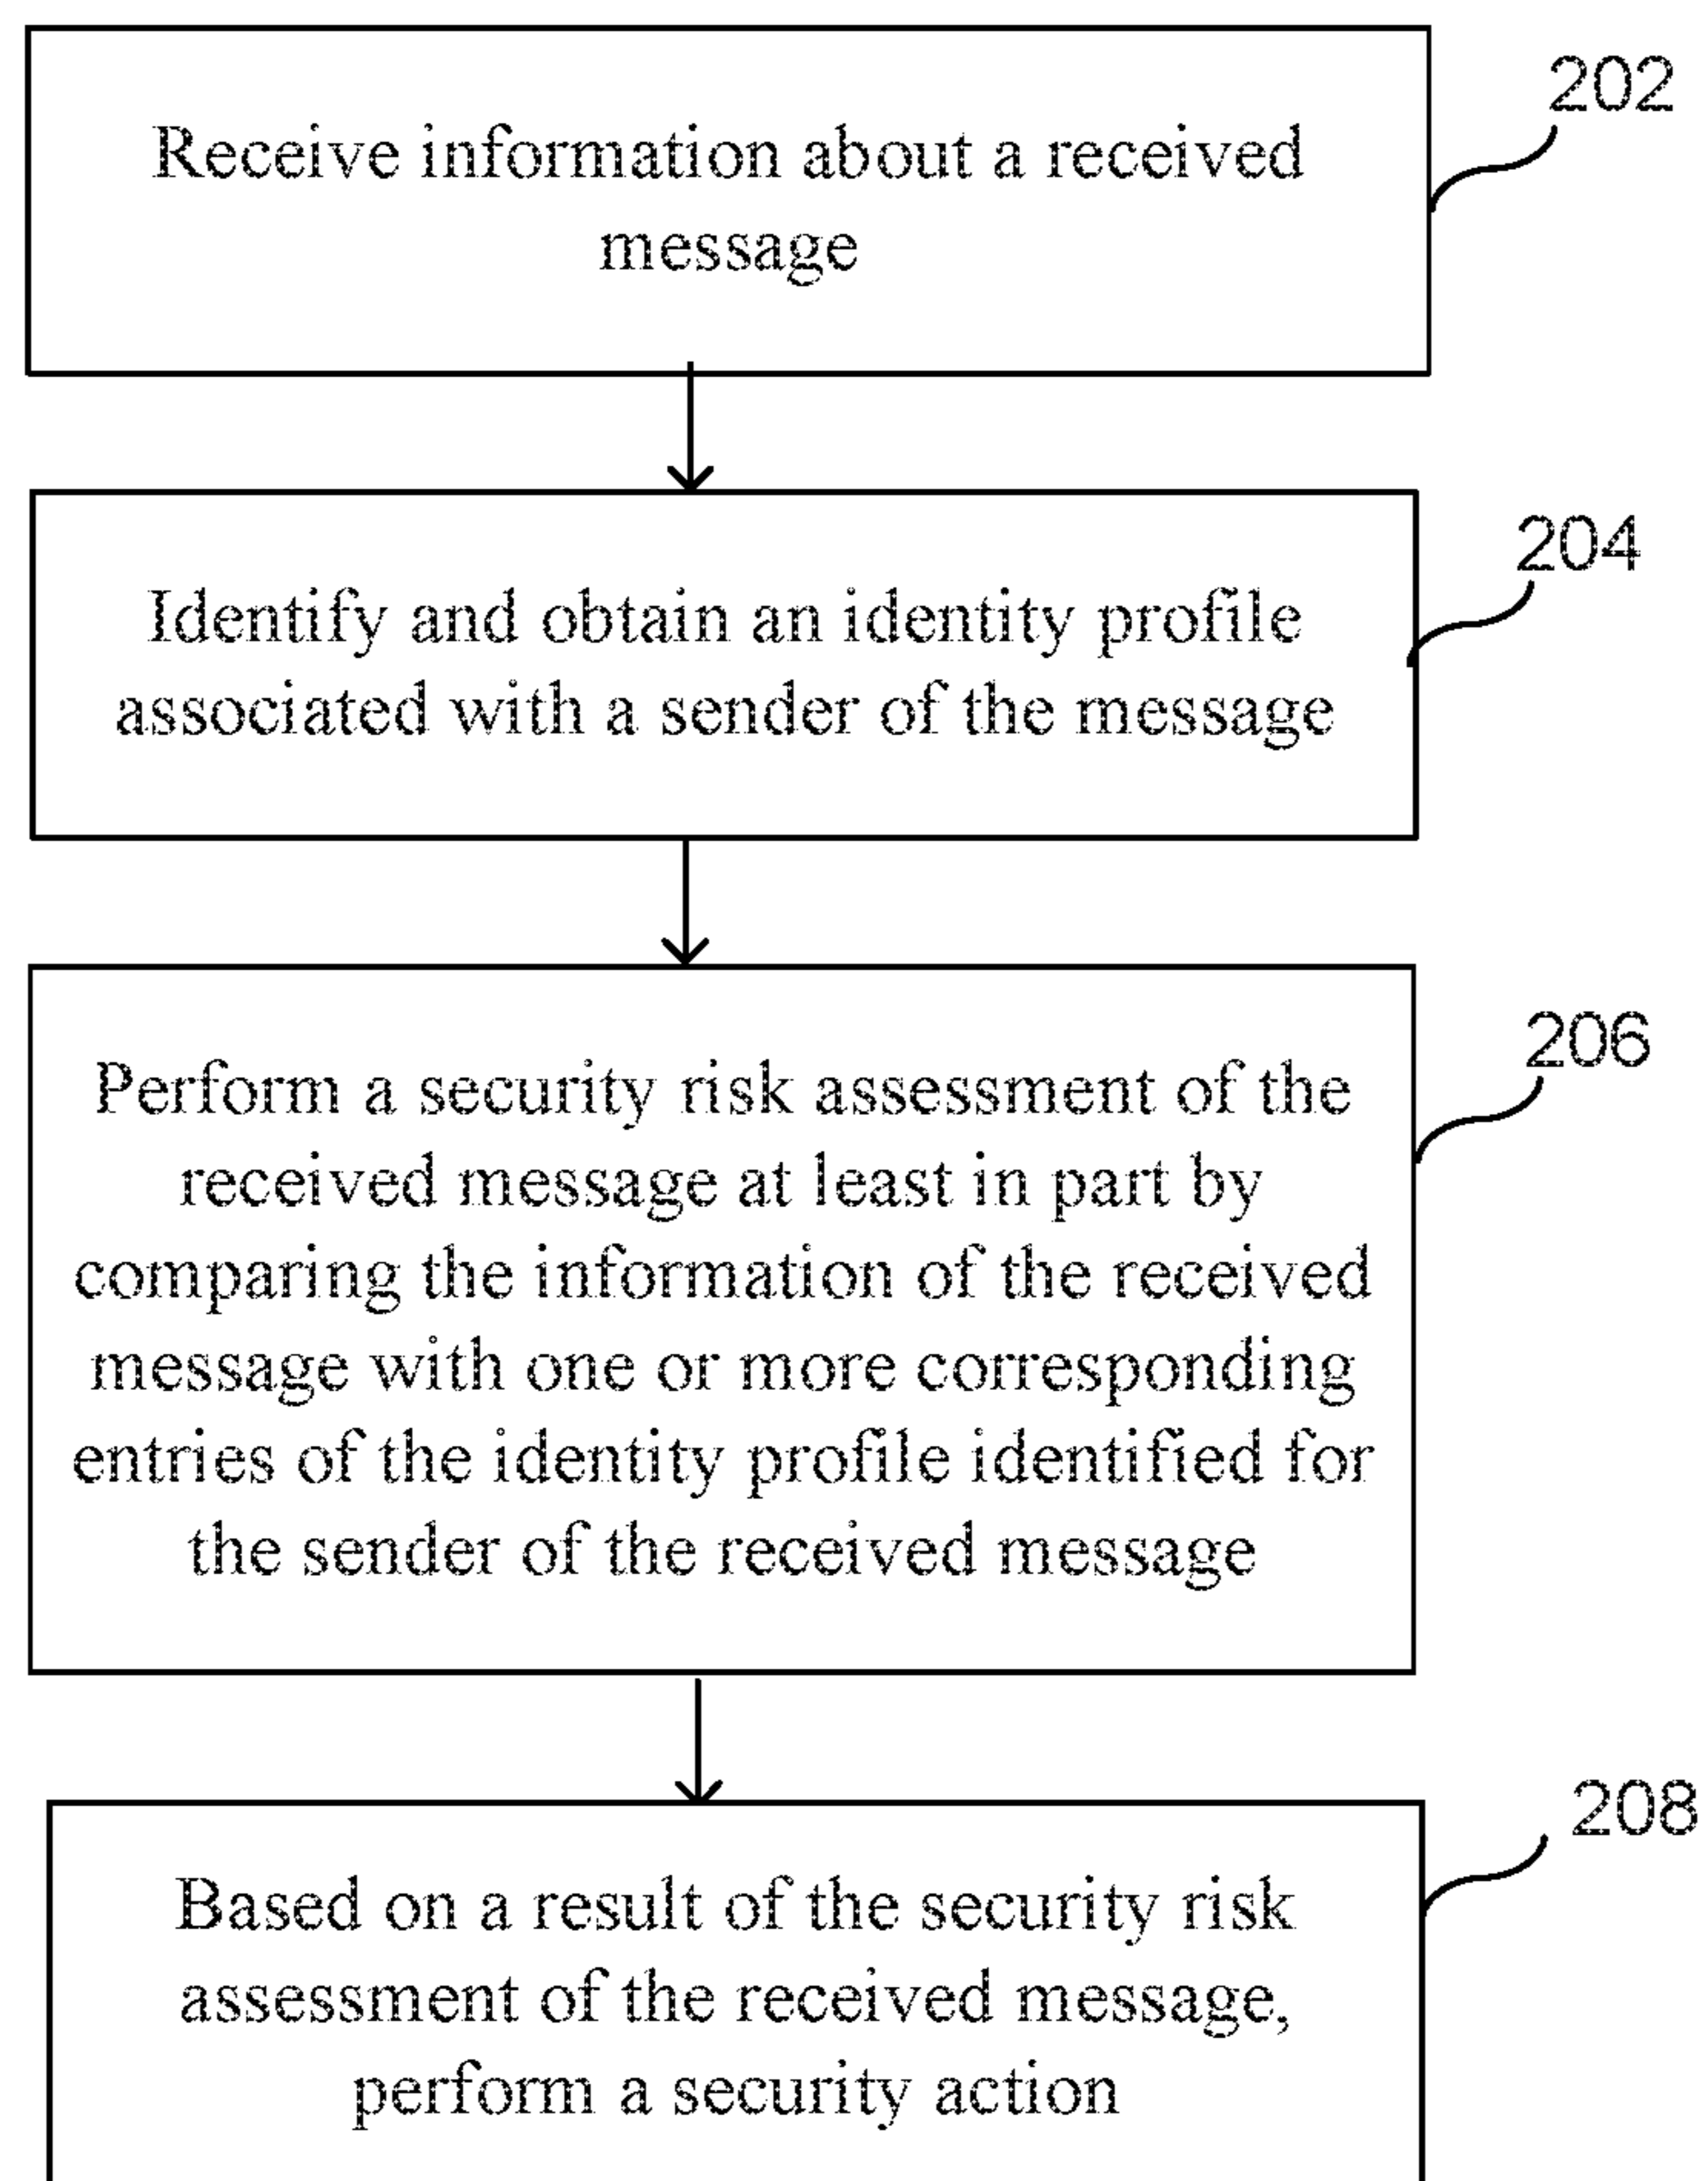 202
Receive information about a received
message
204
Identify and obtain an identity profile
associated with a sender of the message
206
Perform a security risk assessment of the
received message at least in part by
comparing the information of the received
message with one or more corresponding
entries of the identity profile identified for
the sender of the received message
208
Based on a result of the security risk
assessment of the received message,
perform a security action